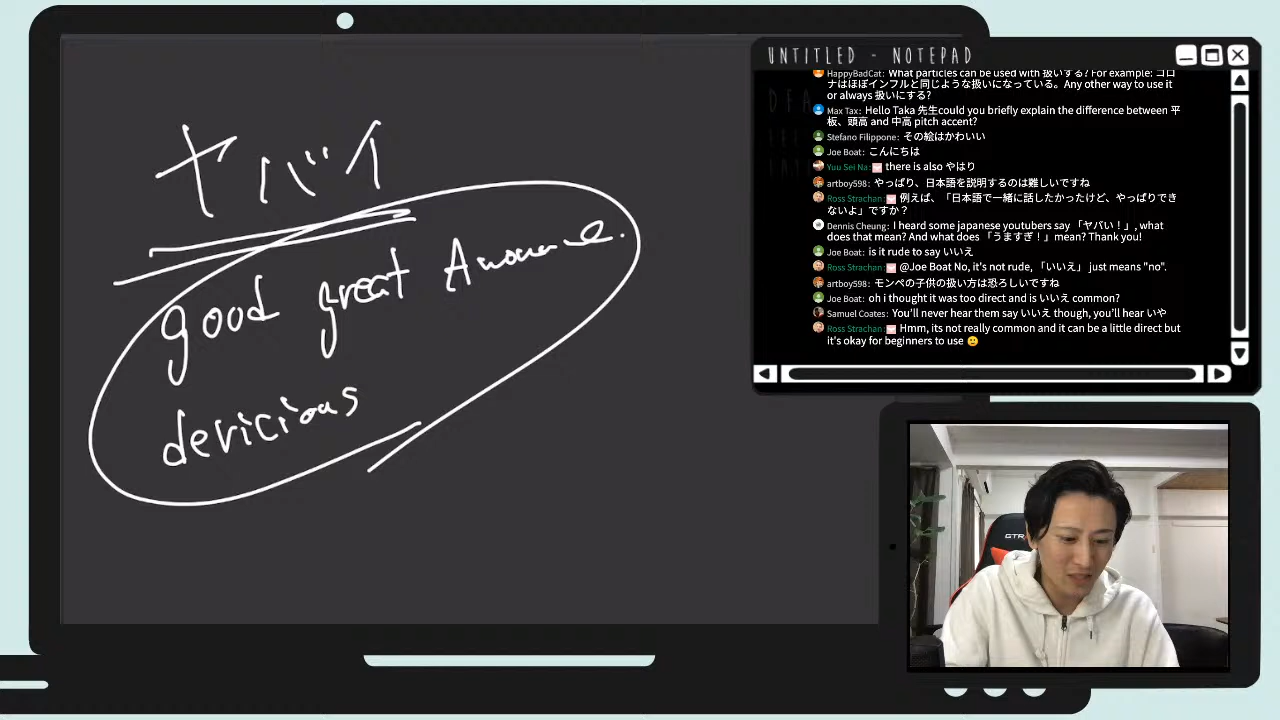 ヤバイ
good great Awesome.
dericious
UNTITLED - NOTEPAD
HappyBadCat: What particles can be used with 扱いする? For example: コロ
ナはほぼインフルと同じような扱いになっている。Any other way to use it
or always 扱いにする?
Max Tax: Hello Taka 先生could you briefly explain the difference between 平
板、頭高 and 中高 pitch accent?
Stefano Filippone: その絵はかわいい
Joe Boat: こんにちは
Yuu Sei Na: there is also やはり
artboy598: やっぱり、日本語を説明するのは難しいですね
Ross Strachan: 例えば、「日本語で一緒に話したかったけど、やっぱりでき
ないよ」ですか？
Dennis Cheung: I heard some japanese youtubers say 「ヤバい！」, what
does that mean? And what does 「うますぎ！」mean? Thank you!
Joe Boat: is it rude to say いいえ
Ross Strachan: @Joe Boat No, it's not rude, 「いいえ」 just means "no".
artboy598: モンペの子供の扱い方は恐ろしいですね
Joe Boat: oh i thought it was too direct and is いいえ common?
Samuel Coates: You'll never hear them say いいえ though, you'll hear いや
Ross Strachan: Hmm, its not really common and it can be a little direct but
it's okay for beginners to use 🙂
GTR